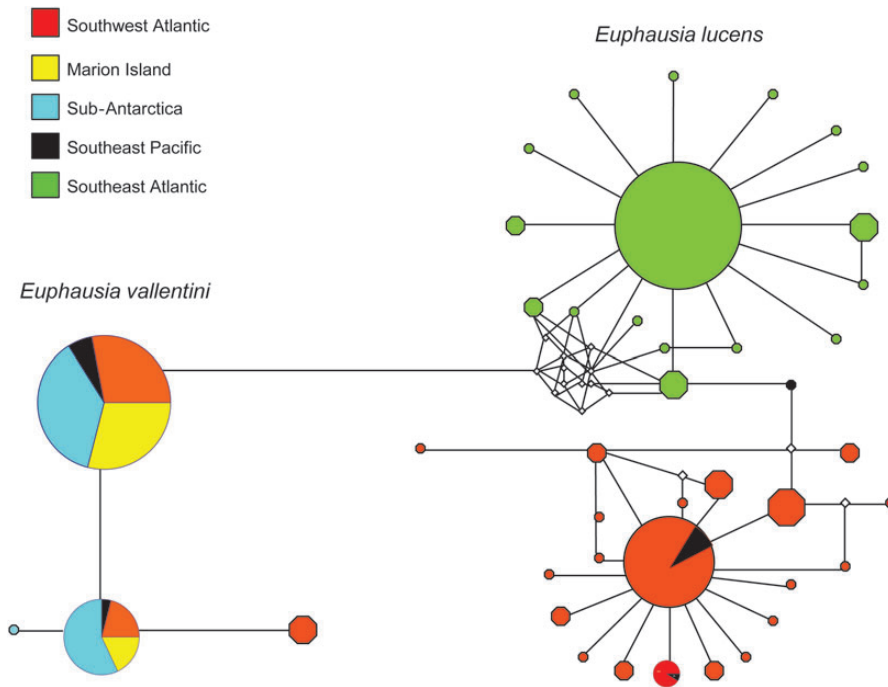 Southwest Atlantic
Marion Island
Sub-Antarctica
Southeast Pacific
Southeast Atlantic
Euphausia lucens
Euphausia vallentini